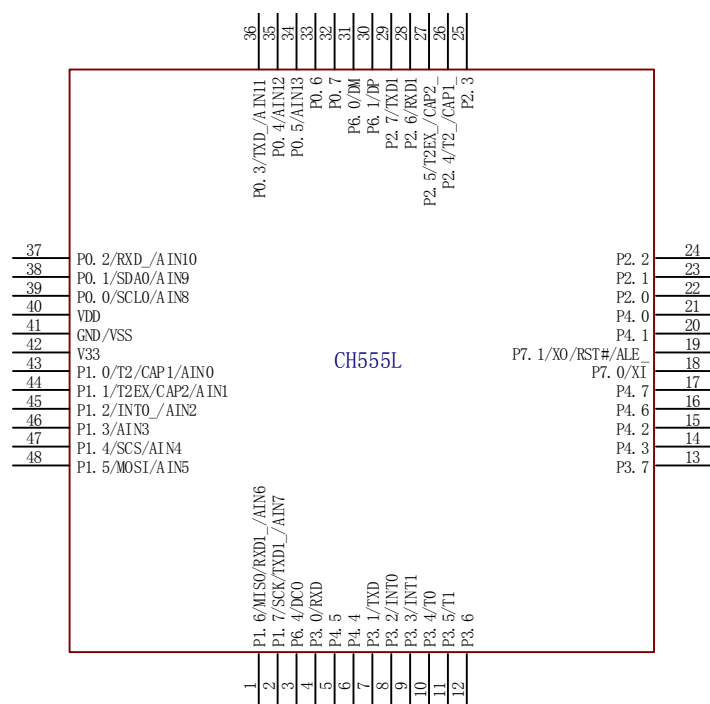 36
35
34
33
32
31
30
29
28
27
26
25
P0.3/TXD_/AIN11
P0.4/AIN12
P0.5/AIN13
P0.6
P0.7
P6.0/DM
P6.1/DP
P2.7/TXD1
P2.6/RXD1
P2.5/T2EX_/CAP2_
P2.4/T2_/CAP1_
P2.3
37 P0.2/RXD_/AIN10
38 P0.1/SDA0/AIN9
39 P0.0/SCL0/AIN8
40 VDD
41 GND/VSS
42 V33
43 P1.0/T2/CAP1/AIN0
44 P1.1/T2EX/CAP2/AIN1
45 P1.2/INT0_/AIN2
46 P1.3/AIN3
47 P1.4/SCS/AIN4
48 P1.5/MOSI/AIN5
CH555L
P2.2 24
P2.1 23
P2.0 22
P4.0 21
P4.1 20
P7.1/XO/RST#/ALE_ 19
P7.0/XI 18
P4.7 17
P4.6 16
P4.2 15
P4.3 14
P3.7 13
P1.6/MISO/RXD1_/AIN6
P1.7/SCK/TXD1_/AIN7
P6.4/DCO
P3.0/RXD
P4.5
P4.4
P3.1/TXD
P3.2/INT0
P3.3/INT1
P3.4/T0
P3.5/T1
P3.6
1
2
3
4
5
6
7
8
9
10
11
12